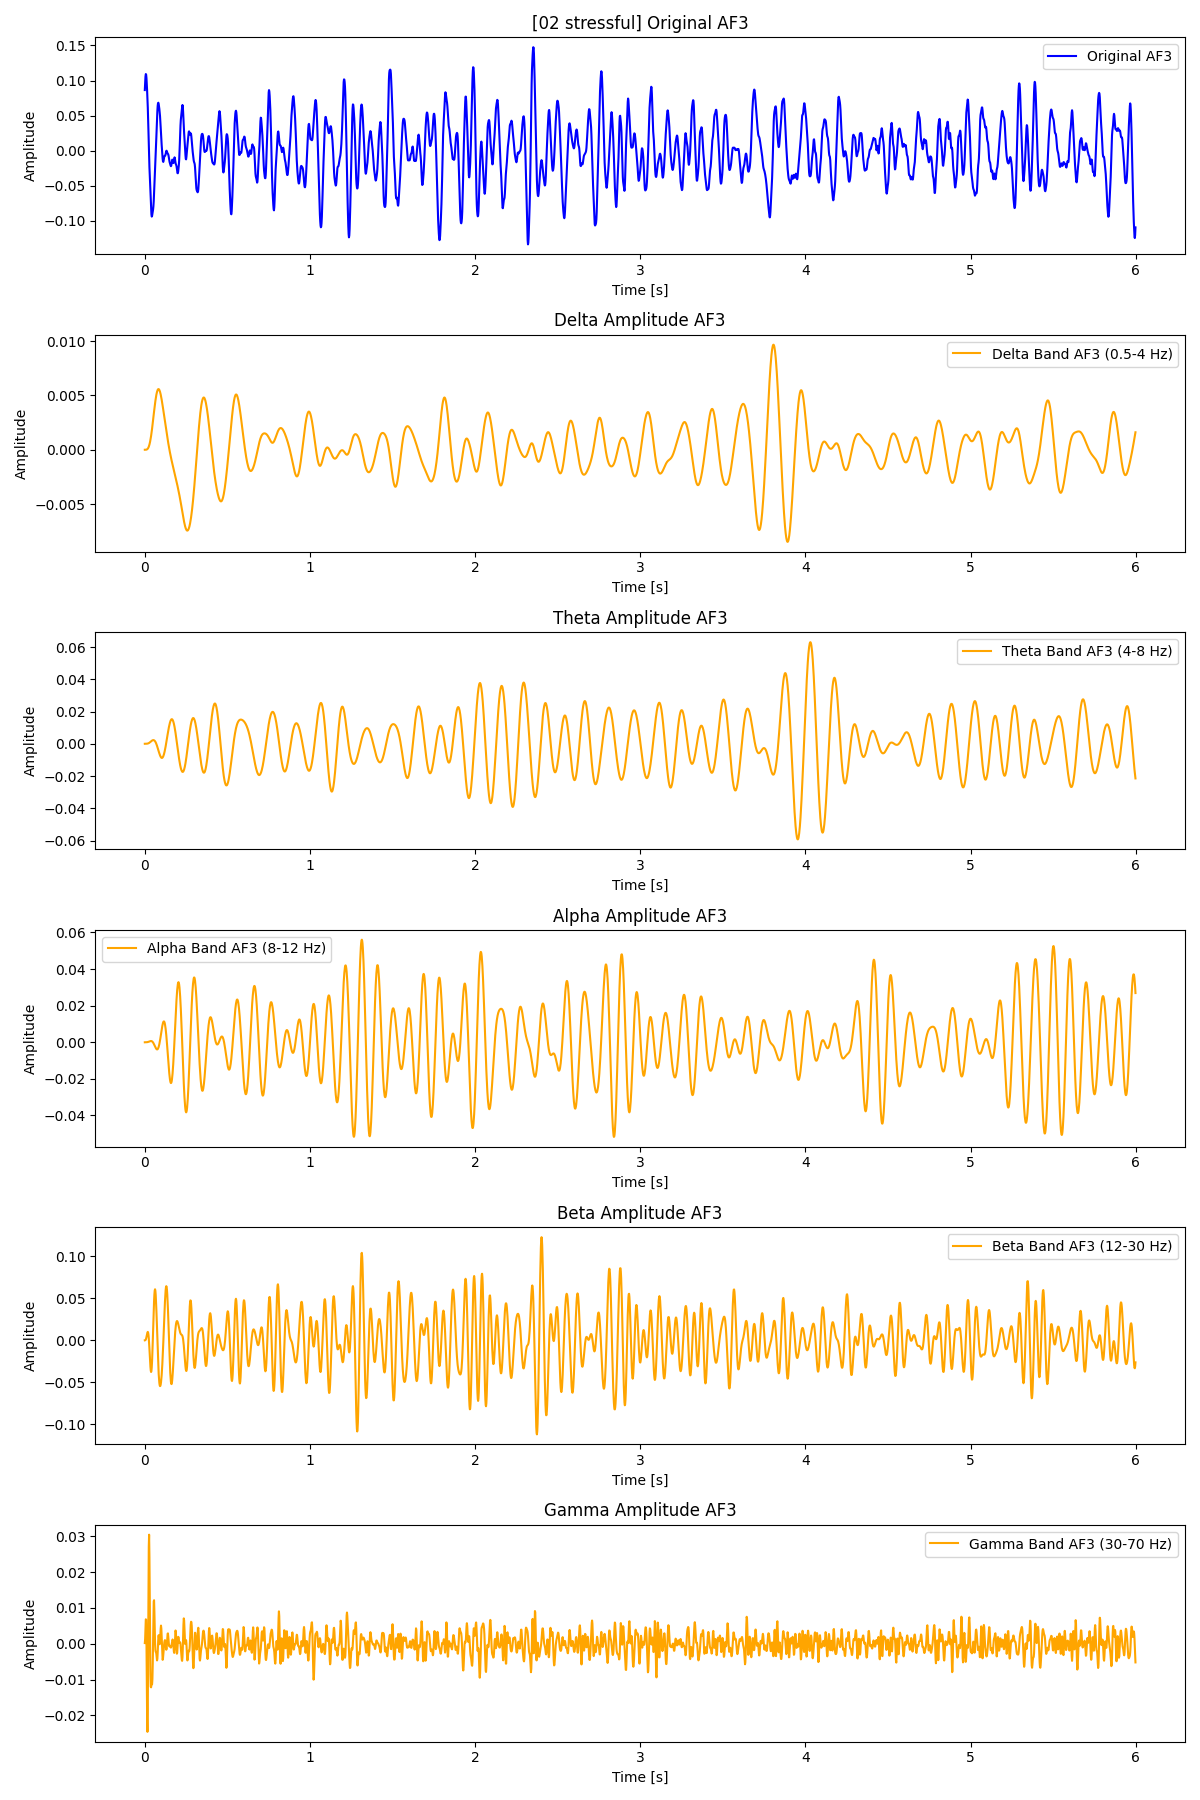 [02 stressful] Original AF3
Original AF3
0.15
0.10
0.05
0.00
−0.05
−0.10
Amplitude
0 1 2 3 4 5 6
Time [s]
Delta Amplitude AF3
Delta Band AF3 (0.5-4 Hz)
0.010
0.005
0.000
−0.005
Amplitude
0 1 2 3 4 5 6
Time [s]
Theta Amplitude AF3
Theta Band AF3 (4-8 Hz)
0.06
0.04
0.02
0.00
−0.02
−0.04
−0.06
Amplitude
0 1 2 3 4 5 6
Time [s]
Alpha Amplitude AF3
Alpha Band AF3 (8-12 Hz)
0.06
0.04
0.02
0.00
−0.02
−0.04
Amplitude
0 1 2 3 4 5 6
Time [s]
Beta Amplitude AF3
Beta Band AF3 (12-30 Hz)
0.10
0.05
0.00
−0.05
−0.10
Amplitude
0 1 2 3 4 5 6
Time [s]
Gamma Amplitude AF3
Gamma Band AF3 (30-70 Hz)
0.03
0.02
0.01
0.00
−0.01
−0.02
Amplitude
0 1 2 3 4 5 6
Time [s]